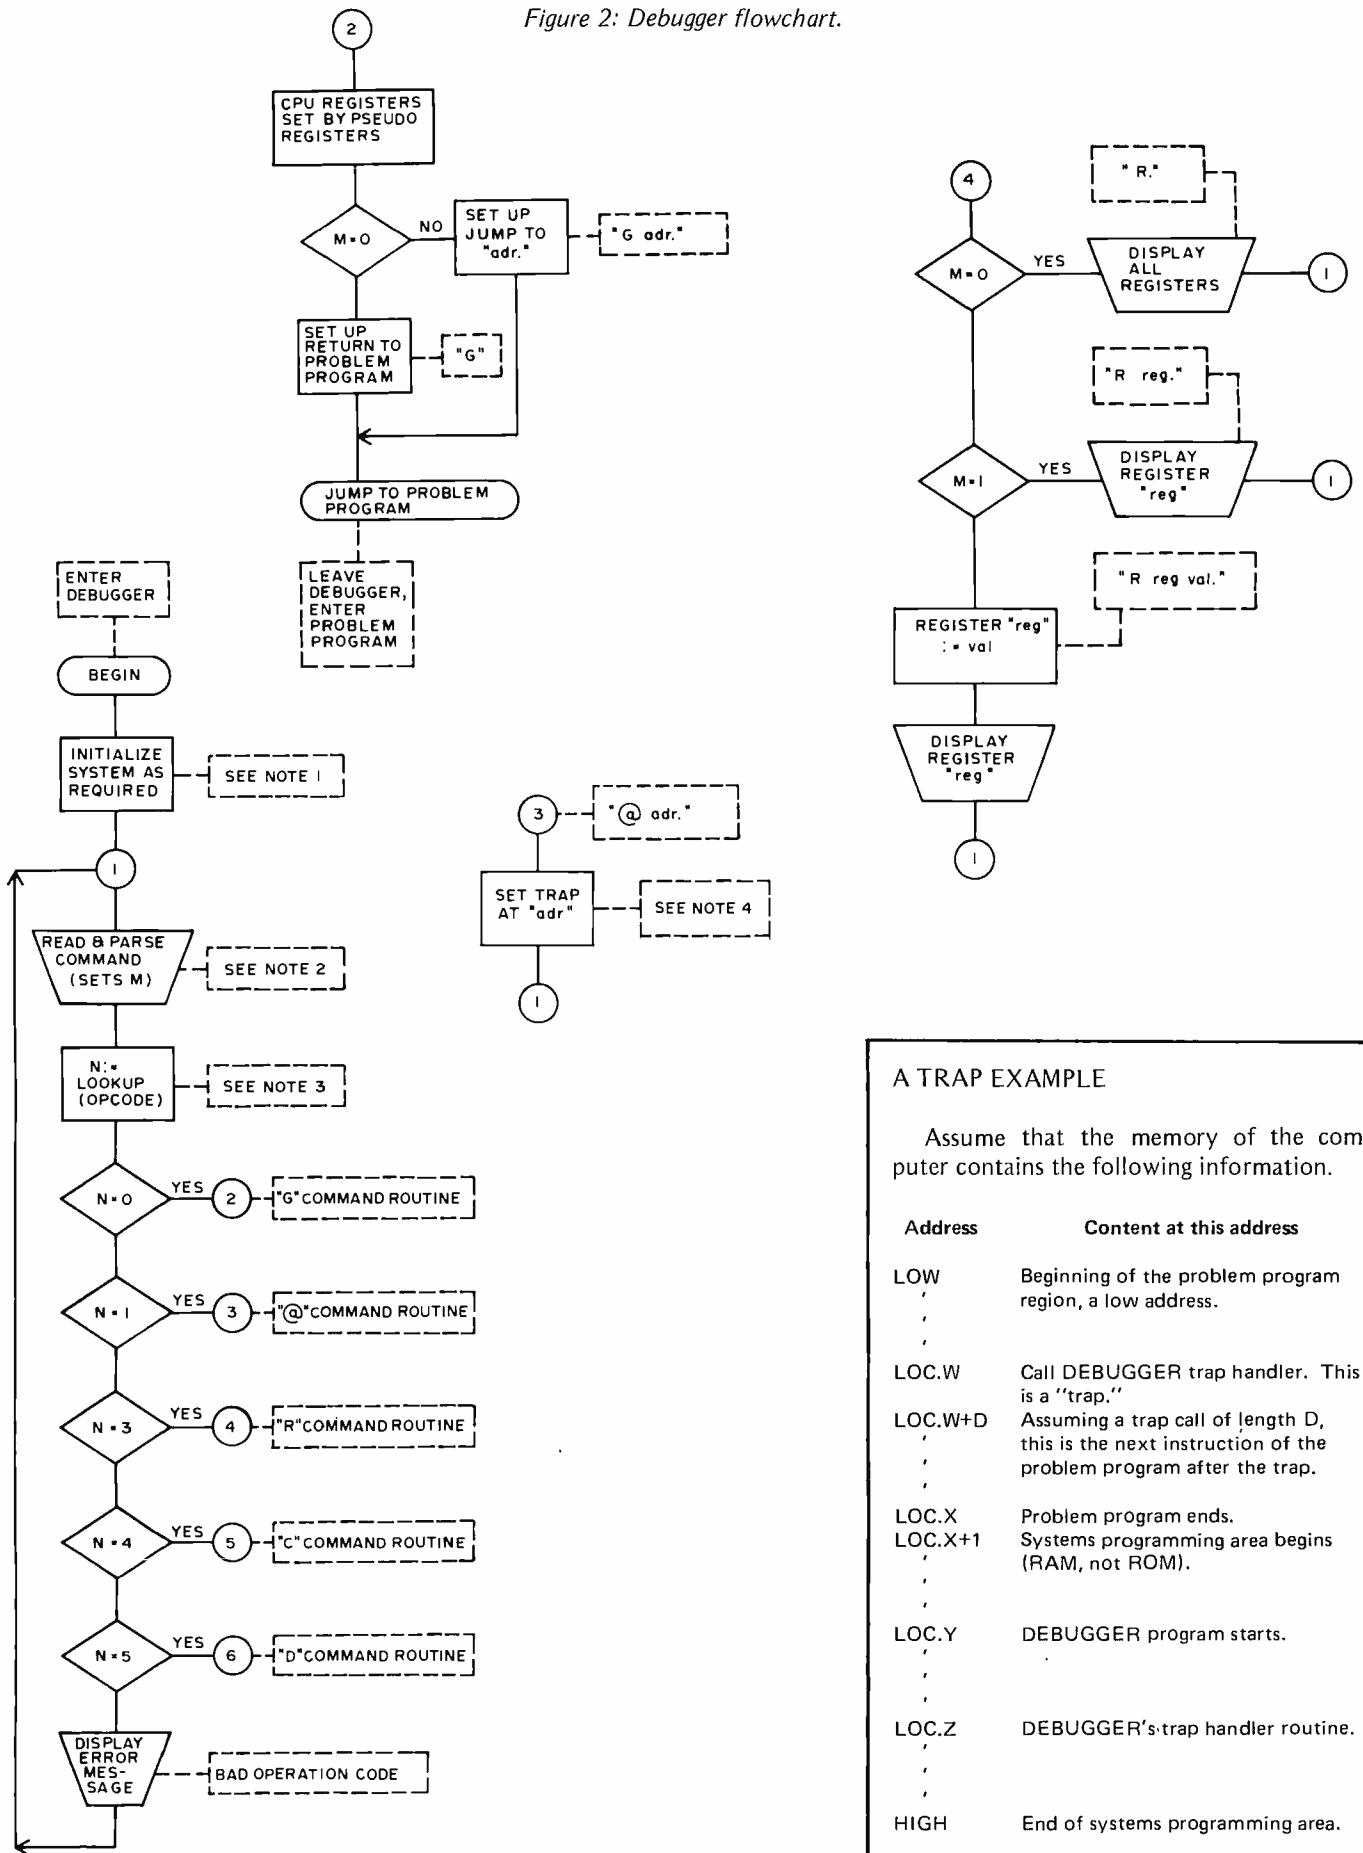 Figure 2: Debugger flowchart.
2
CPU REGISTERS
SET BY PSEUDO
REGISTERS
M=0
NO
SET UP
JUMP TO
"adr."
"G adr."
SET UP
RETURN TO
PROBLEM
PROGRAM
"G"
JUMP TO PROBLEM
PROGRAM
LEAVE
DEBUGGER,
ENTER
PROBLEM
PROGRAM
4
"R."
M=0
YES
DISPLAY
ALL
REGISTERS
1
"R reg."
M=1
YES
DISPLAY
REGISTER
"reg"
1
"R reg val."
REGISTER "reg"
:= val
DISPLAY
REGISTER
"reg"
1
ENTER
DEBUGGER
BEGIN
INITIALIZE
SYSTEM AS
REQUIRED
SEE NOTE 1
1
READ & PARSE
COMMAND
(SETS M)
SEE NOTE 2
N:=
LOOKUP
(OPCODE)
SEE NOTE 3
N=0
YES
2
"G" COMMAND ROUTINE
N=1
YES
3
"@" COMMAND ROUTINE
N=3
YES
4
"R" COMMAND ROUTINE
N=4
YES
5
"C" COMMAND ROUTINE
N=5
YES
6
"D" COMMAND ROUTINE
DISPLAY
ERROR
MES-
SAGE
BAD OPERATION CODE
3
"@ adr."
SET TRAP
AT "adr"
SEE NOTE 4
1
A TRAP EXAMPLE
Assume that the memory of the com
puter contains the following information.
Address Content at this address
LOW Beginning of the problem program
' region, a low address.
'
'
LOC.W Call DEBUGGER trap handler. This
is a "trap."
LOC.W+D Assuming a trap call of length D,
' this is the next instruction of the
' problem program after the trap.
'
LOC.X Problem program ends.
LOC.X+1 Systems programming area begins
' (RAM, not ROM).
'
'
LOC.Y DEBUGGER program starts.
'
'
'
LOC.Z DEBUGGER's trap handler routine.
'
'
'
HIGH End of systems programming area.